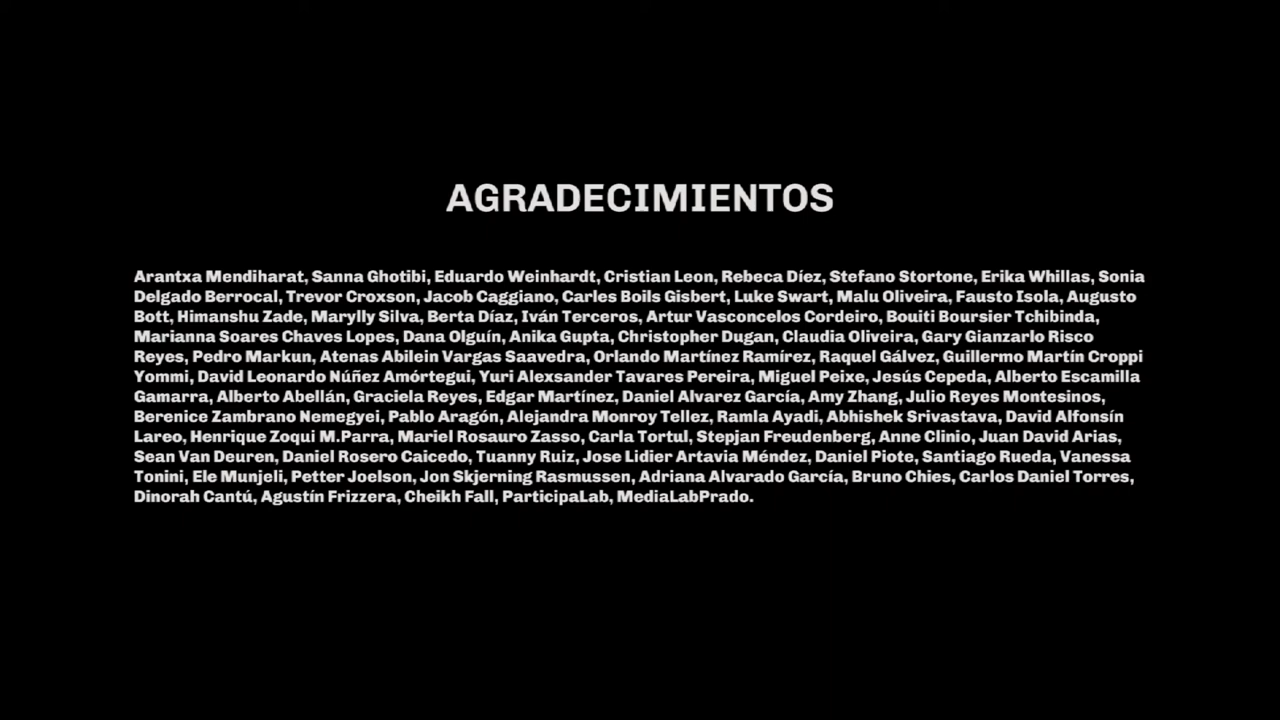 AGRADECIMIENTOS
Arantxa Mendiharat, Sanna Ghotibi, Eduardo Weinhardt, Cristian Leon, Rebeca Díez, Stefano Stortone, Erika Whillas, Sonia
Delgado Berrocal, Trevor Croxson, Jacob Caggiano, Carles Boils Gisbert, Luke Swart, Malu Oliveira, Fausto Isola, Augusto
Bott, Himanshu Zade, Marylly Silva, Berta Díaz, Iván Terceros, Artur Vasconcelos Cordeiro, Bouiti Boursier Tchibinda,
Marianna Soares Chaves Lopes, Dana Olguín, Anika Gupta, Christopher Dugan, Claudia Oliveira, Gary Gianzarlo Risco
Reyes, Pedro Markun, Atenas Abilein Vargas Saavedra, Orlando Martínez Ramírez, Raquel Gálvez, Guillermo Martín Croppi
Yommi, David Leonardo Núñez Amórtegui, Yuri Alexsander Tavares Pereira, Miguel Peixe, Jesús Cepeda, Alberto Escamilla
Gamarra, Alberto Abellán, Graciela Reyes, Edgar Martínez, Daniel Alvarez García, Amy Zhang, Julio Reyes Montesinos,
Berenice Zambrano Nemegyei, Pablo Aragón, Alejandra Monroy Tellez, Ramla Ayadi, Abhishek Srivastava, David Alfonsín
Lareo, Henrique Zoqui M.Parra, Mariel Rosauro Zasso, Carla Tortul, Stepjan Freudenberg, Anne Clinio, Juan David Arias,
Sean Van Deuren, Daniel Rosero Caicedo, Tuanny Ruiz, Jose Lidier Artavia Méndez, Daniel Piote, Santiago Rueda, Vanessa
Tonini, Ele Munjeli, Petter Joelson, Jon Skjerning Rasmussen, Adriana Alvarado García, Bruno Chies, Carlos Daniel Torres,
Dinorah Cantú, Agustín Frizzera, Cheikh Fall, ParticipaLab, MediaLabPrado.